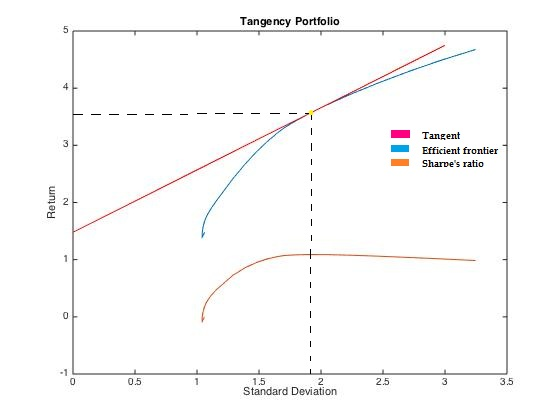 Tangency Portfolio
5
4
3
2
1
0
-1
Return
Tangent
Efficient frontier
Sharpe's ratio
0
0.5
1
1.5
2
2.5
3
3.5
Standard Deviation